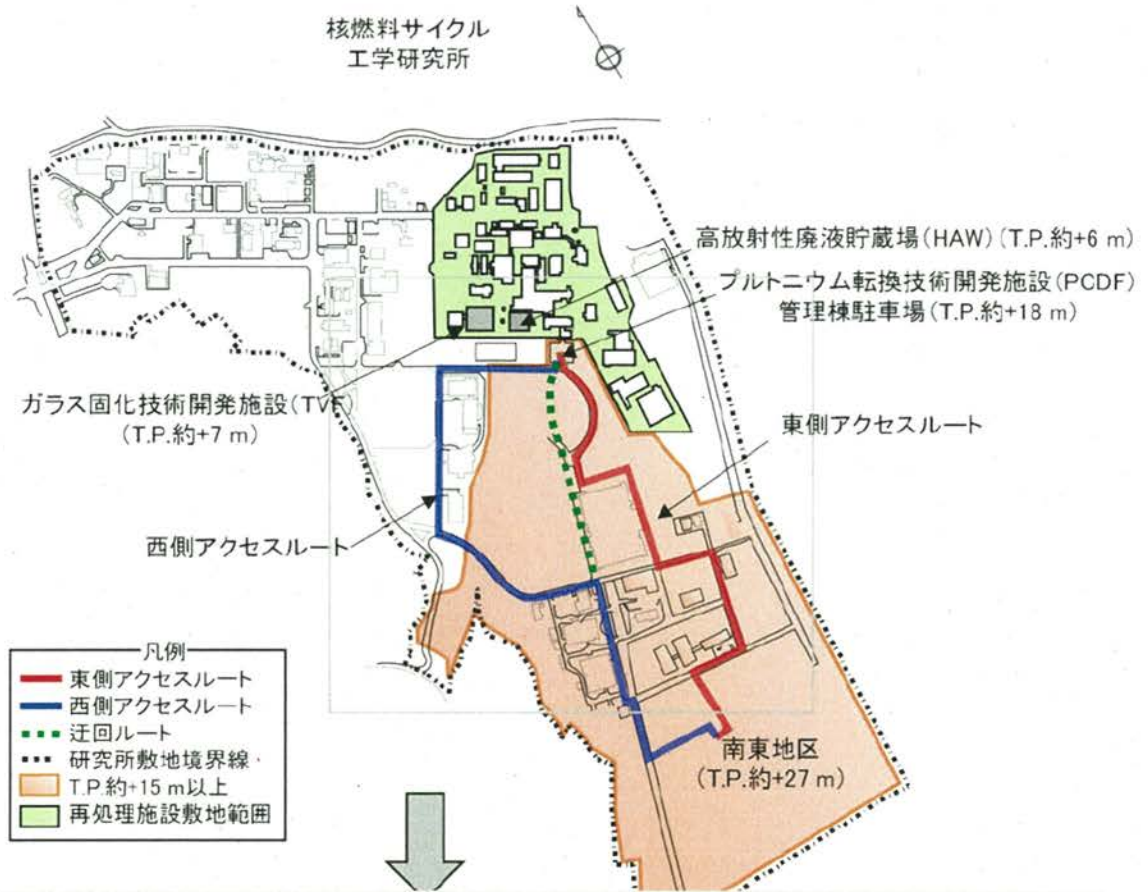 核燃料サイクル
工学研究所
高放射性廃液貯蔵場(HAW)(T.P.約+6 m)
プルトニウム転換技術開発施設(PCDF)
管理棟駐車場(T.P.約+18 m)
ガラス固化技術開発施設(TVF)
(T.P.約+7 m)
東側アクセスルート
西側アクセスルート
凡例
東側アクセスルート
西側アクセスルート
迂回ルート
研究所敷地境界線
T.P.約+15 m以上
再処理施設敷地範囲
南東地区
(T.P.約+27 m)